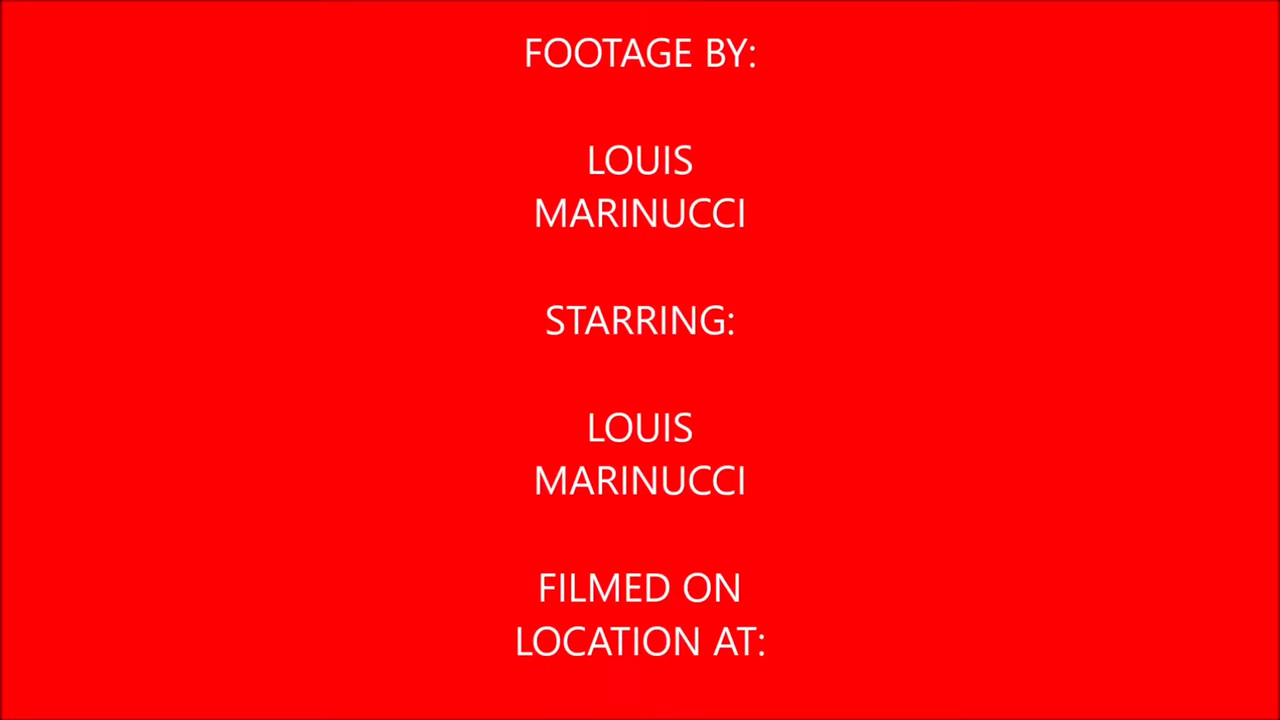 FOOTAGE BY:
LOUIS
MARINUCCI
STARRING:
LOUIS
MARINUCCI
FILMED ON
LOCATION AT: